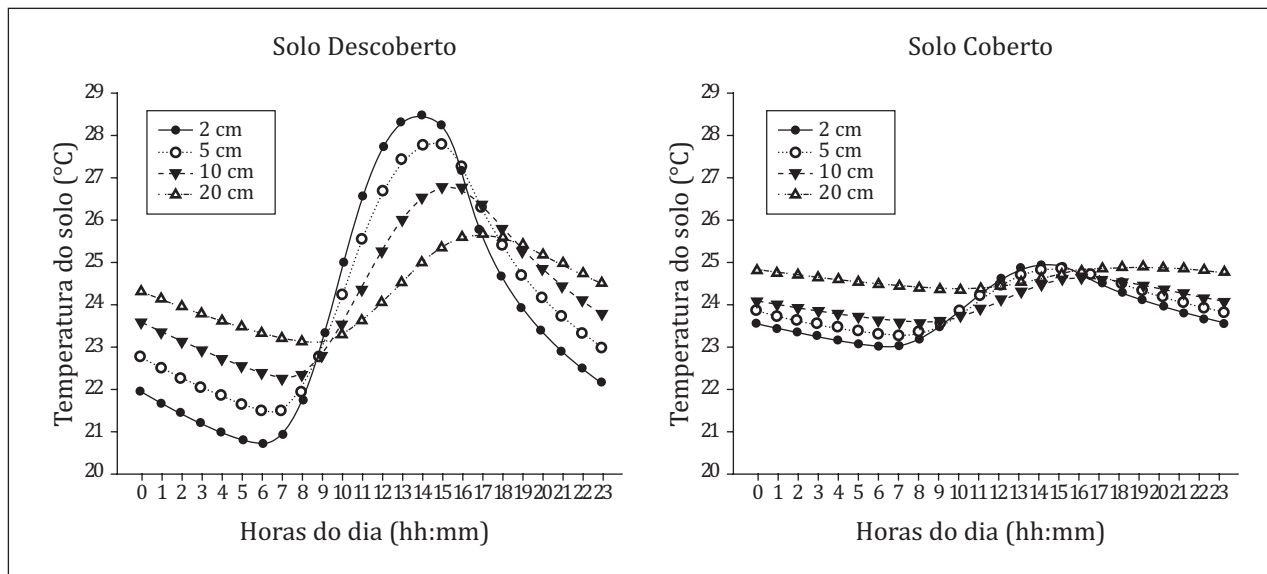 Solo Descoberto
29
28
27
26
25
24
23
22
21
20
Temperatura do solo (°C)
2 cm
5 cm
10 cm
20 cm
0 1 2 3 4 5 6 7 8 9 10 11 12 13 14 15 16 17 18 19 20 21 22 23
Horas do dia (hh:mm)
Solo Coberto
29
28
27
26
25
24
23
22
21
20
Temperatura do solo (°C)
2 cm
5 cm
10 cm
20 cm
0 1 2 3 4 5 6 7 8 9 10 11 12 13 14 15 16 17 18 19 20 21 22 23
Horas do dia (hh:mm)